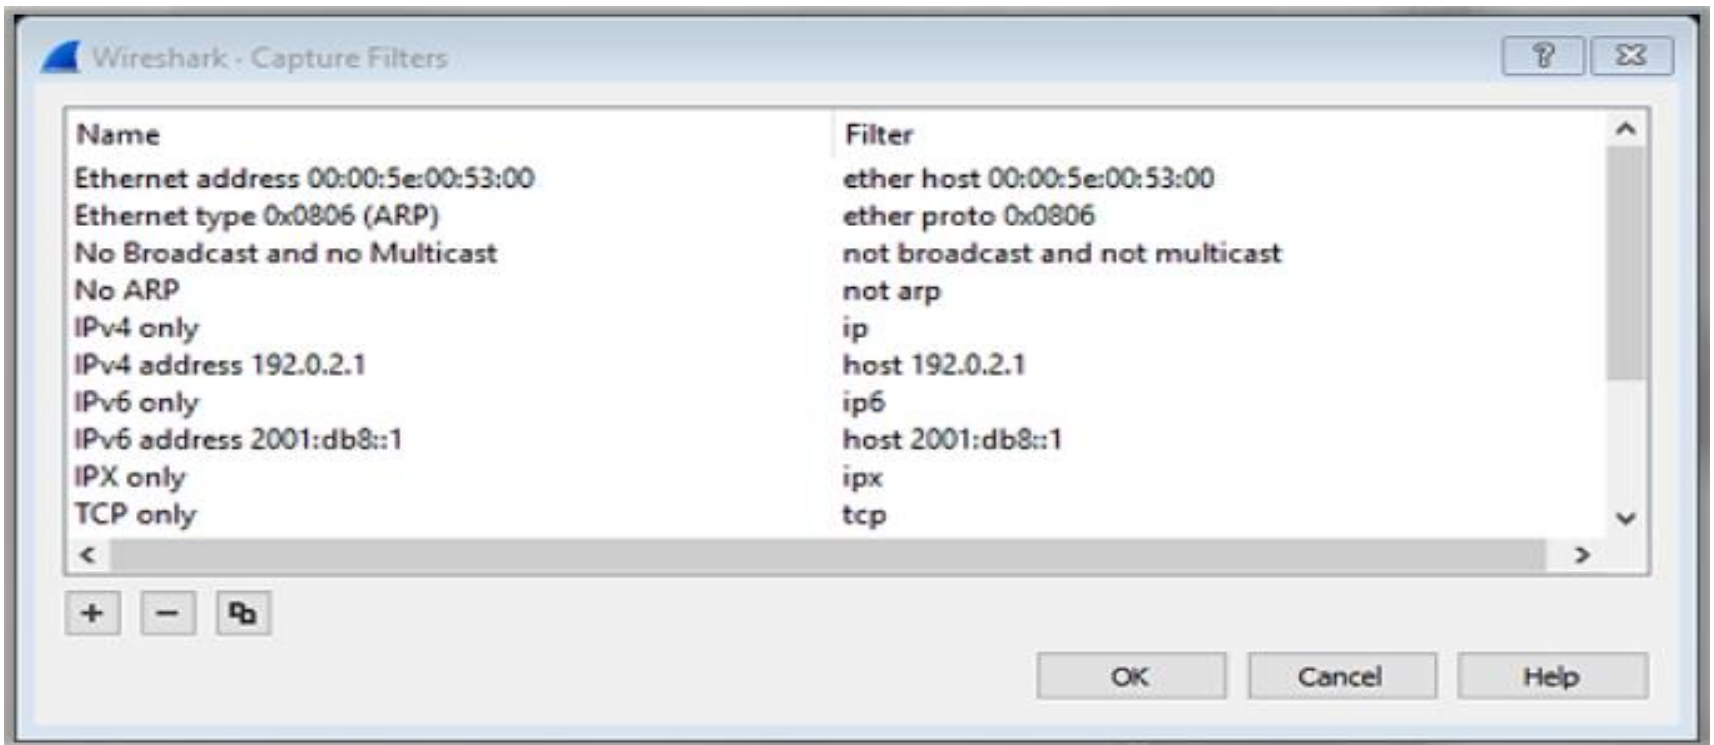 Wireshark - Capture Filters
Name Filter
Ethernet address 00:00:5e:00:53:00 ether host 00:00:5e:00:53:00
Ethernet type 0x0806 (ARP) ether proto 0x0806
No Broadcast and no Multicast not broadcast and not multicast
No ARP not arp
IPv4 only ip
IPv4 address 192.0.2.1 host 192.0.2.1
IPv6 only ip6
IPv6 address 2001:db8::1 host 2001:db8::1
IPX only ipx
TCP only tcp
OK Cancel Help